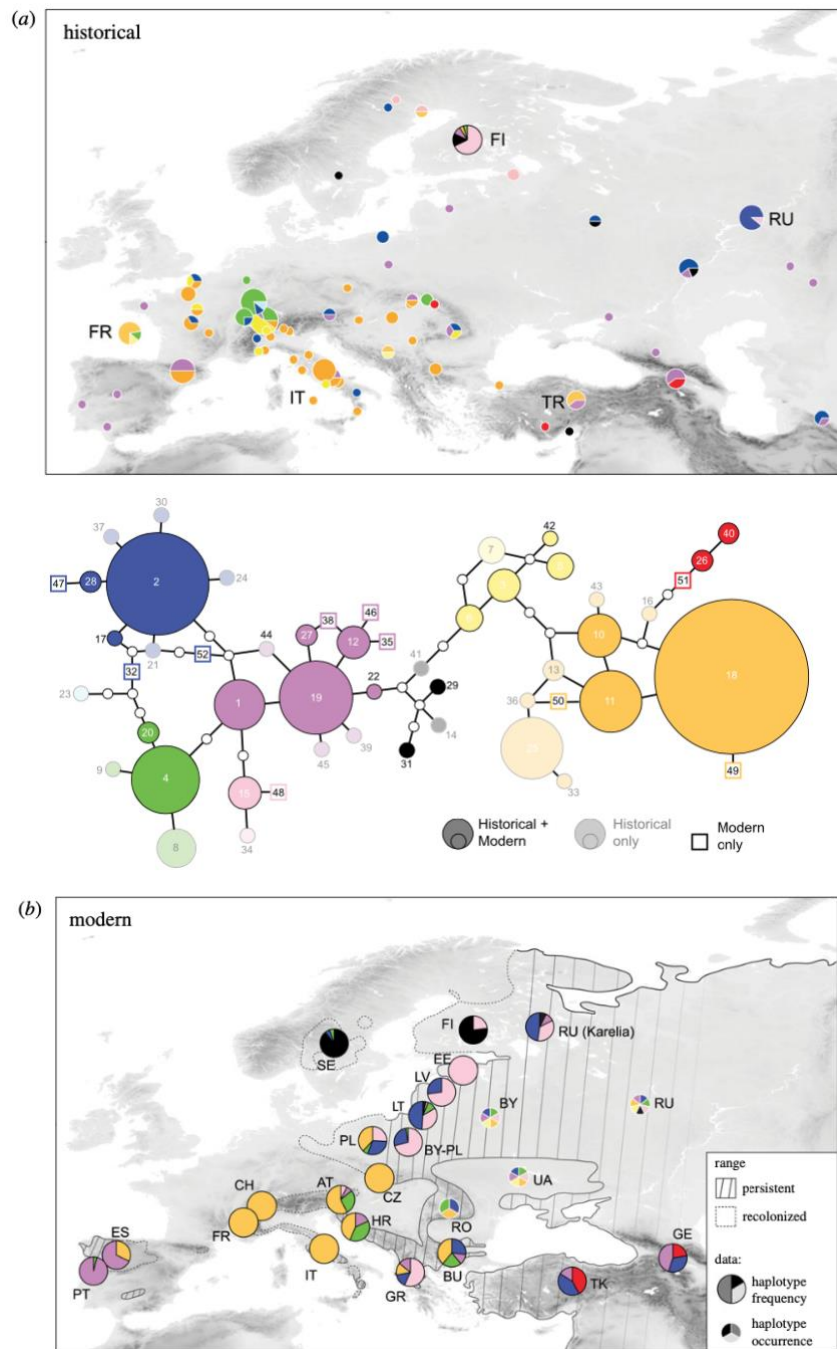 (a)
historical
FI
RU
FR
IT
TR
30
37
47
28
2
24
17
21
52
44
32
23
20
4
9
8
1
15
48
34
27
38
46
12
35
19
22
45
39
41
29
14
31
7
42
5
6
43
10
13
36
50
11
33
16
51
26
40
18
49
Historical +
Modern
Historical
only
Modern
only
(b)
modern
SE
FI
RU (Karelia)
EE
LV
LT
BY
RU
PL
BY-PL
CZ
UA
CH
AT
HR
RO
FR
ES
PT
IT
GR
BU
TK
GE
range
persistent
recolonized
data:
haplotype
frequency
haplotype
occurrence